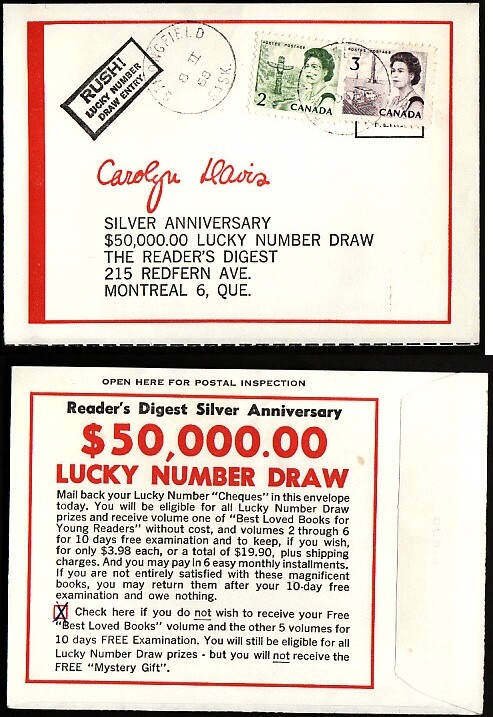 RUSH!
LUCKY NUMBER
DRAW ENTRY
FIELD
II
68
SK.
POSTES POSTAGE
2
CANADA
POSTES POSTAGE
3
CANADA
Carolyn Davis
SILVER ANNIVERSARY
$50,000.00 LUCKY NUMBER DRAW
THE READER'S DIGEST
215 REDFERN AVE.
MONTREAL 6, QUE.
OPEN HERE FOR POSTAL INSPECTION
Reader's Digest Silver Anniversary
$50,000.00
LUCKY NUMBER DRAW
Mail back your Lucky Number "Cheques" in this envelope
today. You will be eligible for all Lucky Number Draw
prizes and receive volume one of "Best Loved Books for
Young Readers" without cost, and volumes 2 through 6
for 10 days free examination and to keep, if you wish,
for only $3.98 each, or a total of $19.90, plus shipping
charges. And you may pay in 6 easy monthly installments.
If you are not entirely satisfied with these magnificent
books, you may return them after your 10-day free
examination and owe nothing.
X Check here if you do not wish to receive your Free
"Best Loved Books" volume and the other 5 volumes for
10 days FREE Examination. You will still be eligible for all
Lucky Number Draw prizes - but you will not receive the
FREE "Mystery Gift".